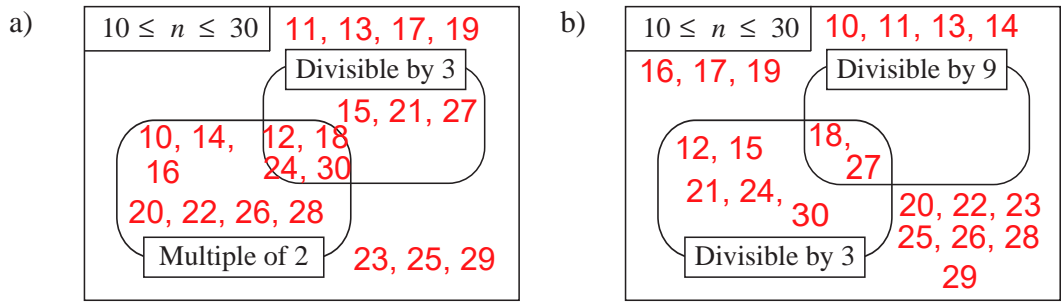 a)
10 ≤ n ≤ 30
11, 13, 17, 19
Divisible by 3
15, 21, 27
10, 14,
12, 18
16
24, 30
20, 22, 26, 28
Multiple of 2
23, 25, 29
b)
10 ≤ n ≤ 30
10, 11, 13, 14
16, 17, 19
Divisible by 9
18,
12, 15
27
21, 24,
30
20, 22, 23
25, 26, 28
Divisible by 3
29